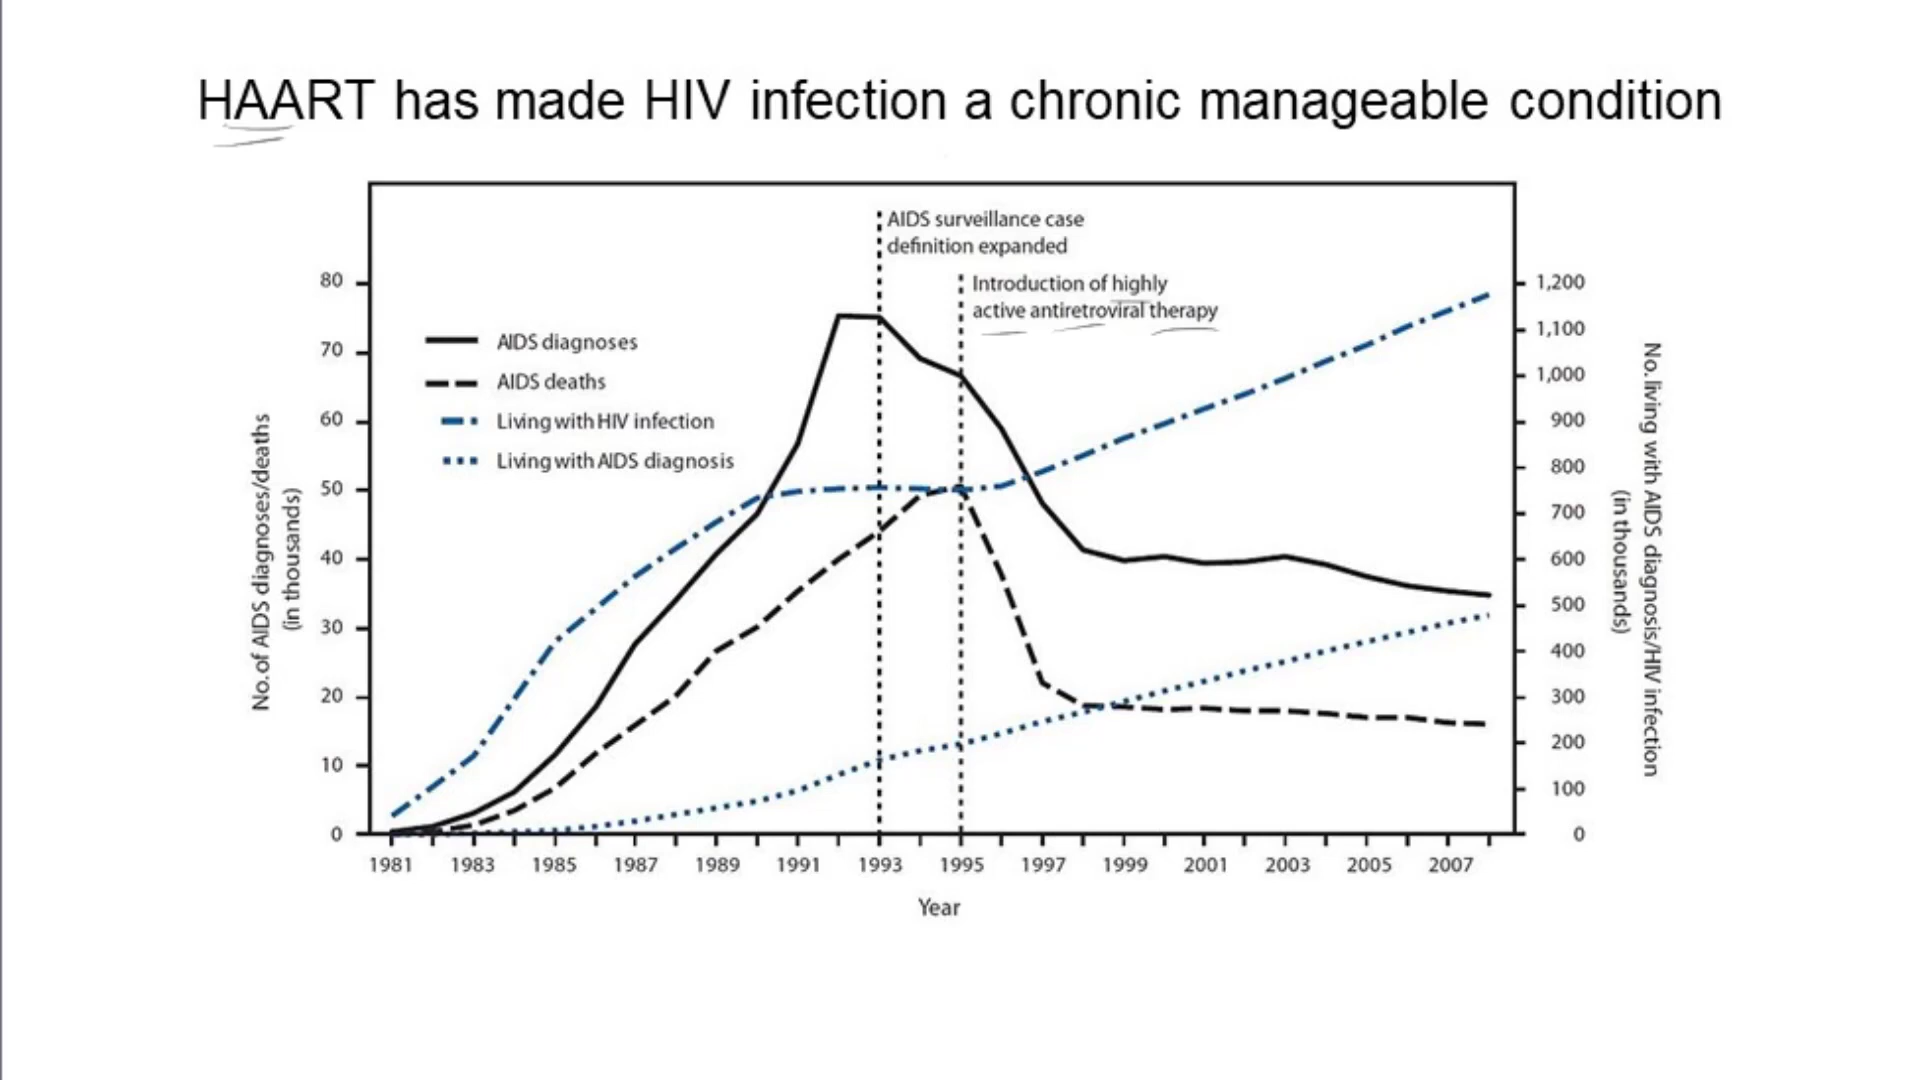 HAART has made HIV infection a chronic manageable condition
AIDS surveillance case
definition expanded
Introduction of highly
active antiretroviral therapy
AIDS diagnoses
AIDS deaths
Living with HIV infection
Living with AIDS diagnosis
No. of AIDS diagnoses/deaths
(in thousands)
80
70
60
50
40
30
20
10
0
1,200
1,100
1,000
900
800
700
600
500
400
300
200
100
0
No. living with AIDS diagnosis/HIV infection
(in thousands)
1981 1983 1985 1987 1989 1991 1993 1995 1997 1999 2001 2003 2005 2007
Year